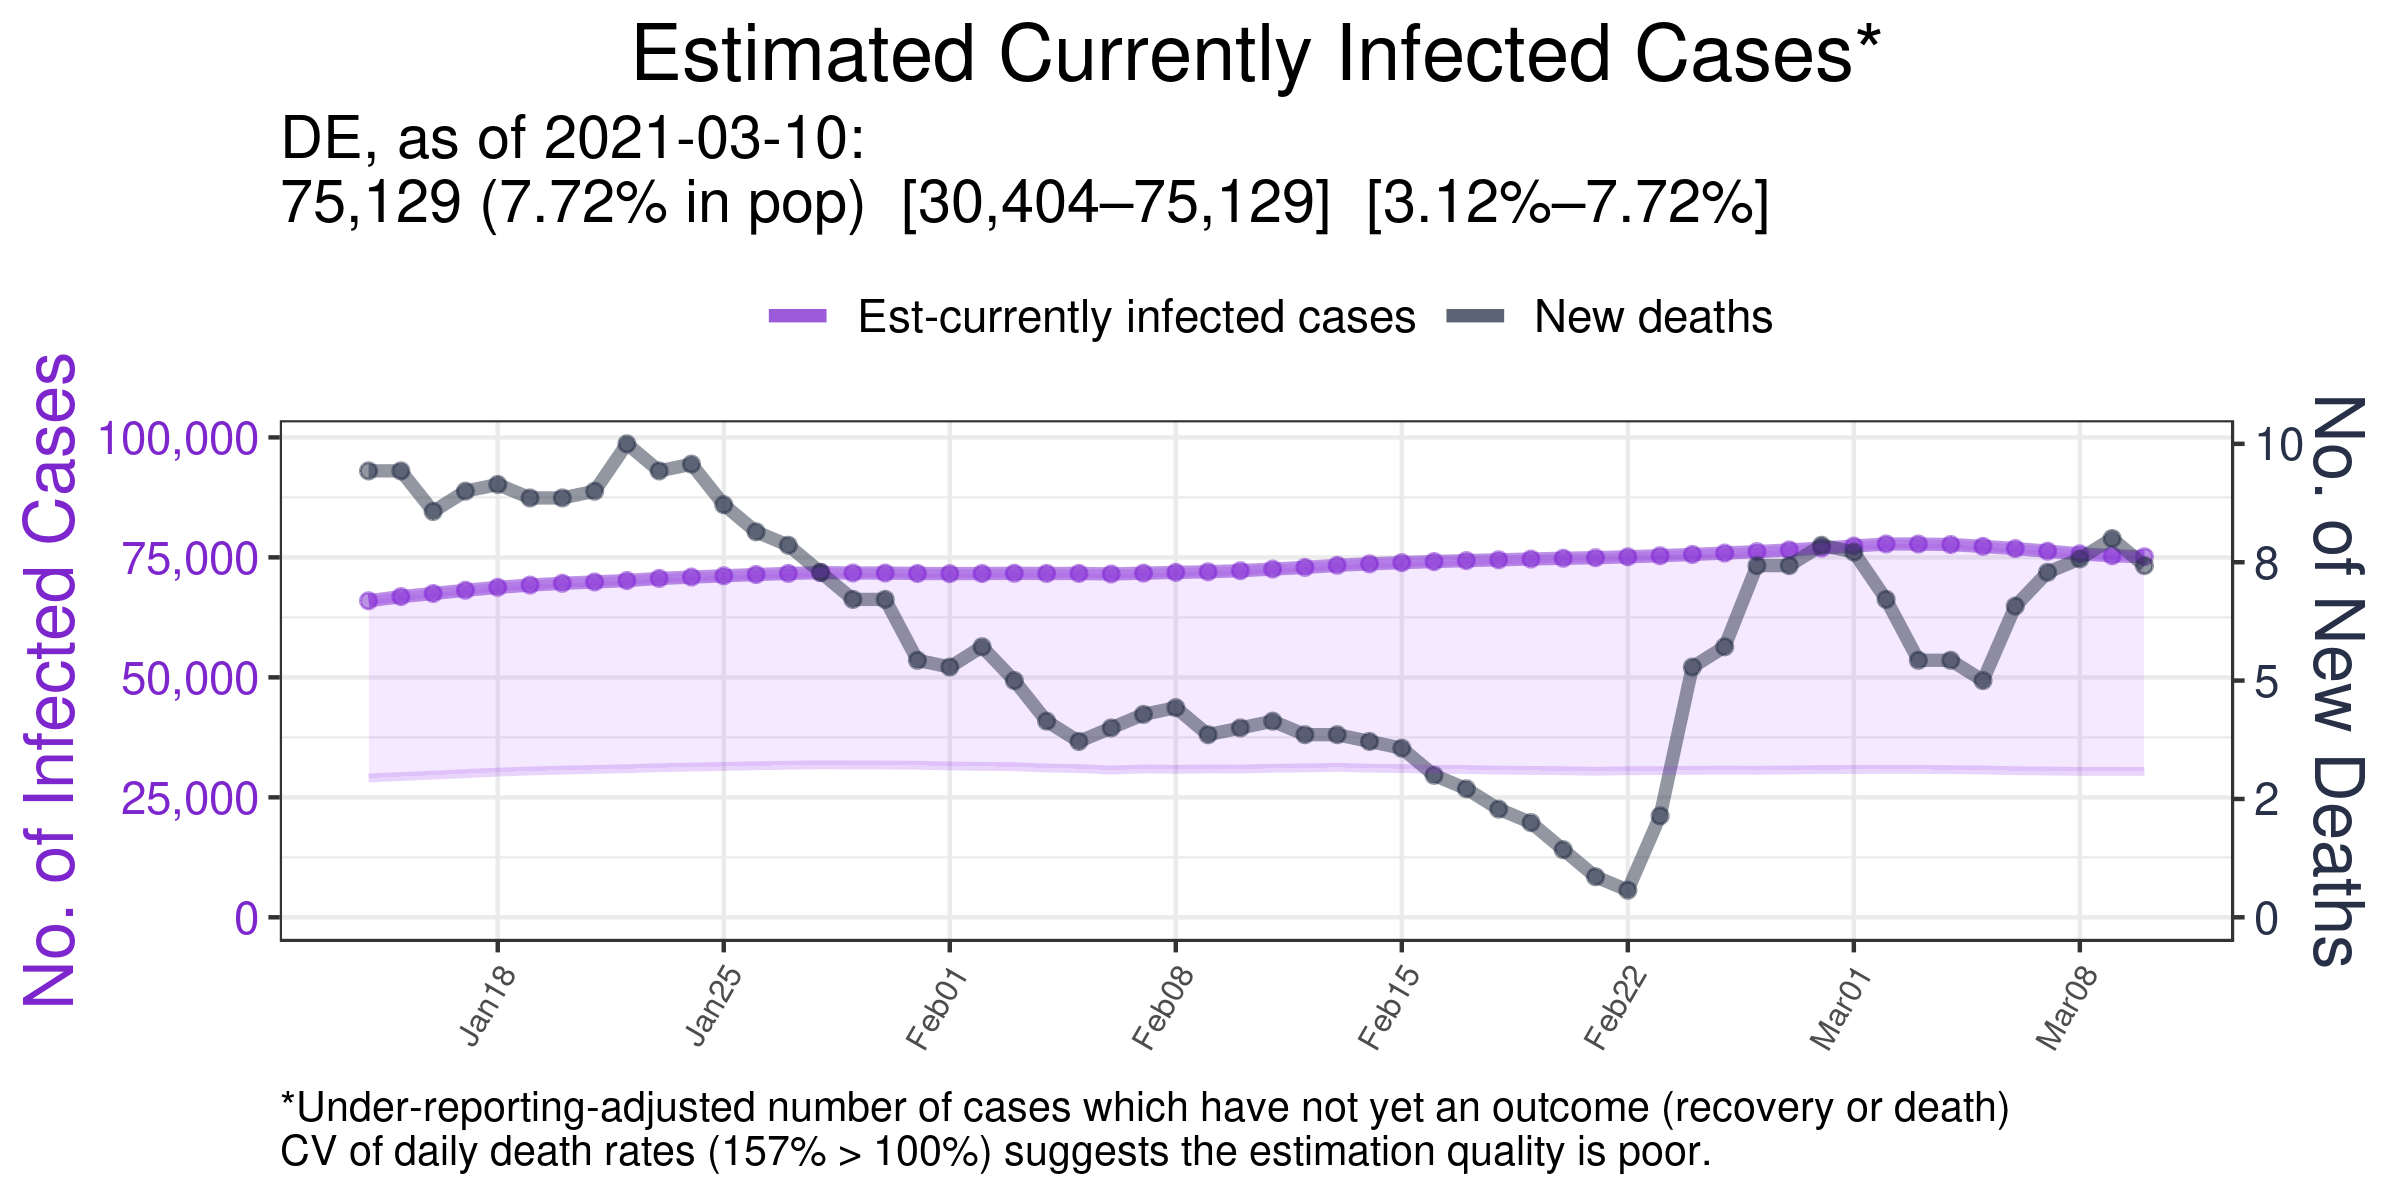 Estimated Currently Infected Cases*
DE, as of 2021-03-10:
75,129 (7.72% in pop)  [30,404–75,129]  [3.12%–7.72%]
Est-currently infected cases
New deaths
No. of Infected Cases
100,000
75,000
50,000
25,000
0
10
8
5
2
0
No. of New Deaths
Jan18
Jan25
Feb01
Feb08
Feb15
Feb22
Mar01
Mar08
*Under-reporting-adjusted number of cases which have not yet an outcome (recovery or death)
CV of daily death rates (157% > 100%) suggests the estimation quality is poor.